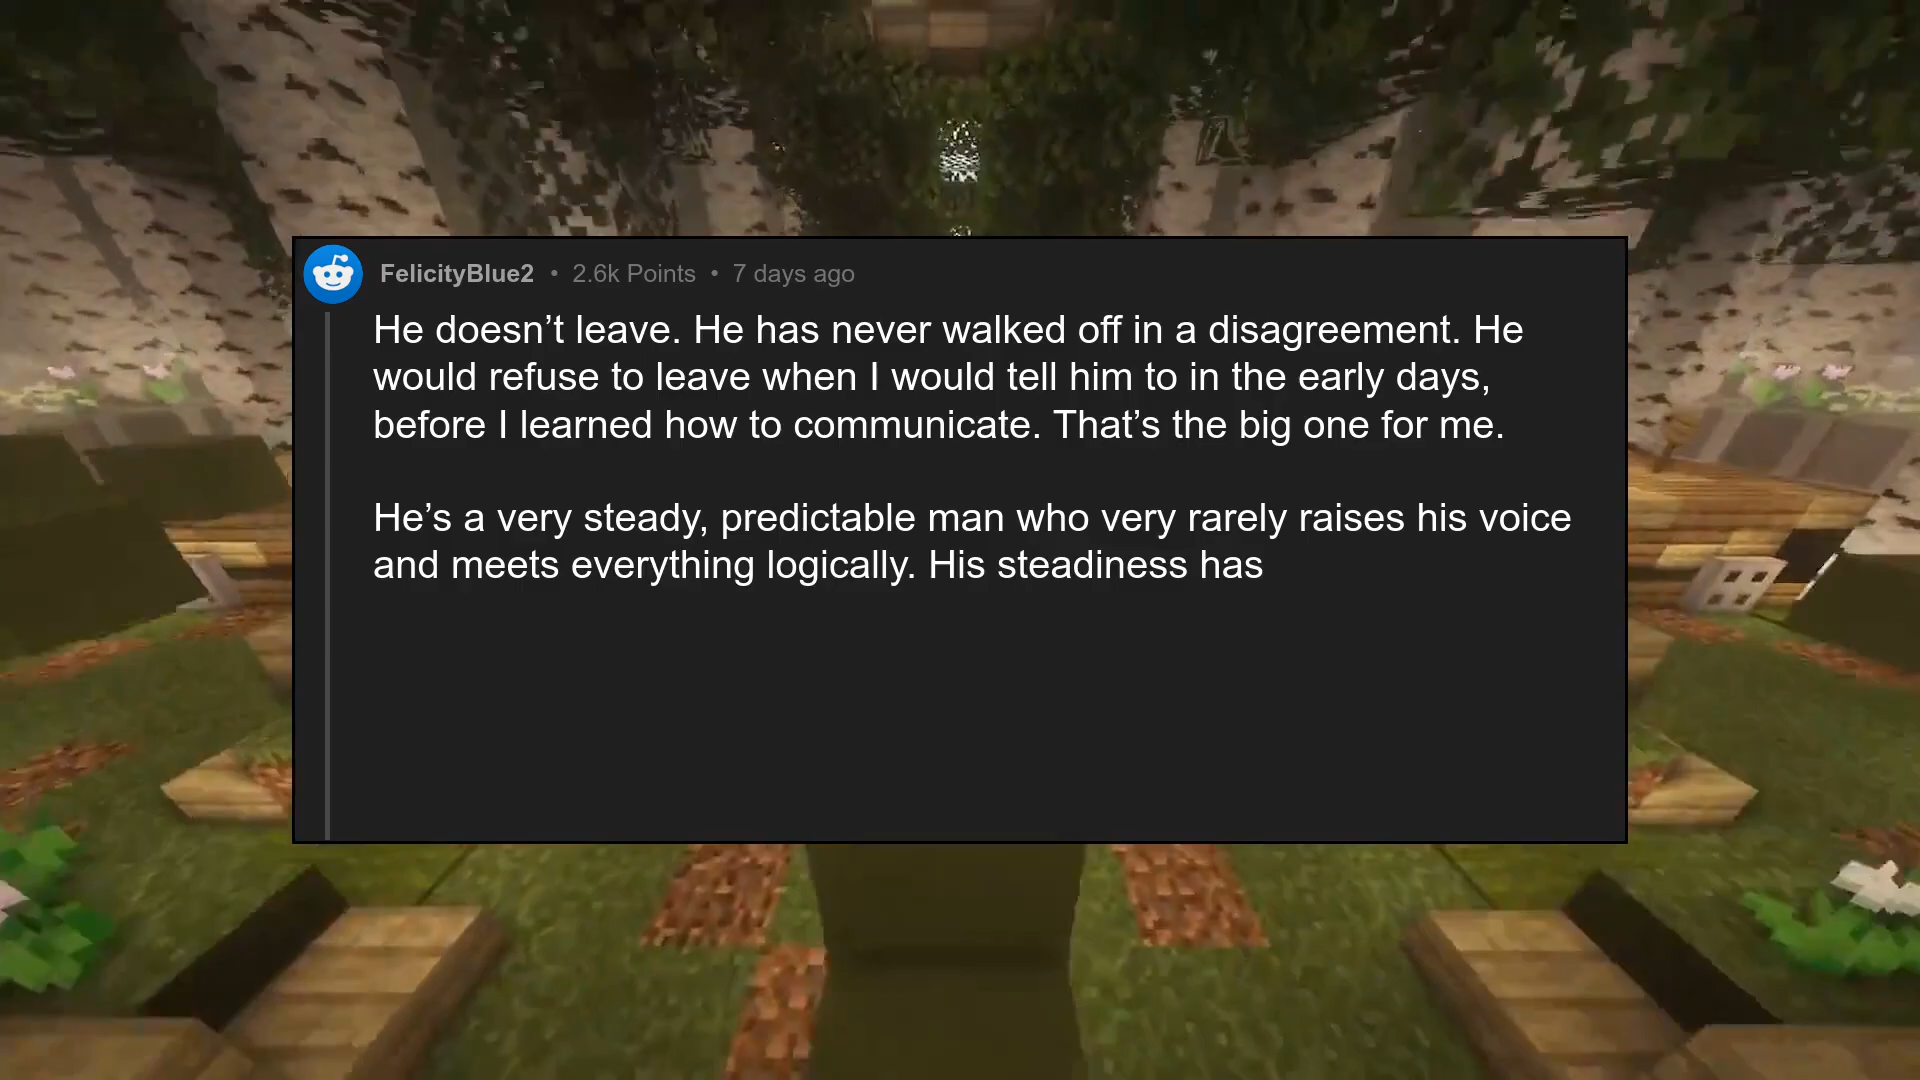 FelicityBlue2 • 2.6k Points • 7 days ago
He doesn’t leave. He has never walked off in a disagreement. He
would refuse to leave when I would tell him to in the early days,
before I learned how to communicate. That’s the big one for me.
He’s a very steady, predictable man who very rarely raises his voice
and meets everything logically. His steadiness has